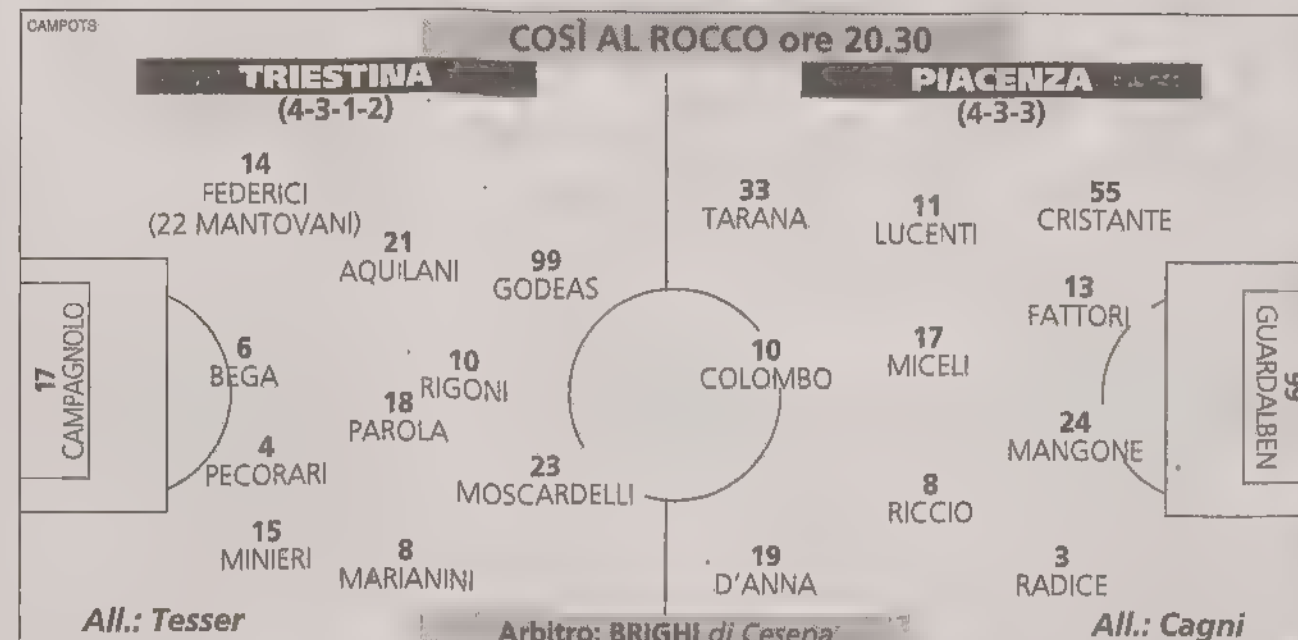 CAMPOTS
COSÌ AL ROCCO ore 20.30
TRIESTINA
(4-3-1-2)
14
FEDERICI
(22 MANTOVANI)
21
AQUILANI
99
GODEAS
17
CAMPAGNOLO
6
BEGA
10
RIGONI
18
PAROLA
4
PECORARI
23
MOSCARDELLI
15
MINIERI
8
MARIANINI
All.: Tesser
PIACENZA
(4-3-3)
33
TARANA
11
LUCENTI
55
CRISTANTE
13
FATTORI
10
COLOMBO
17
MICELI
99
GUARDALBEN
24
MANGONE
8
RICCIO
19
D'ANNA
3
RADICE
All.: Cagni
Arbitro: BRIGHI di Cesena